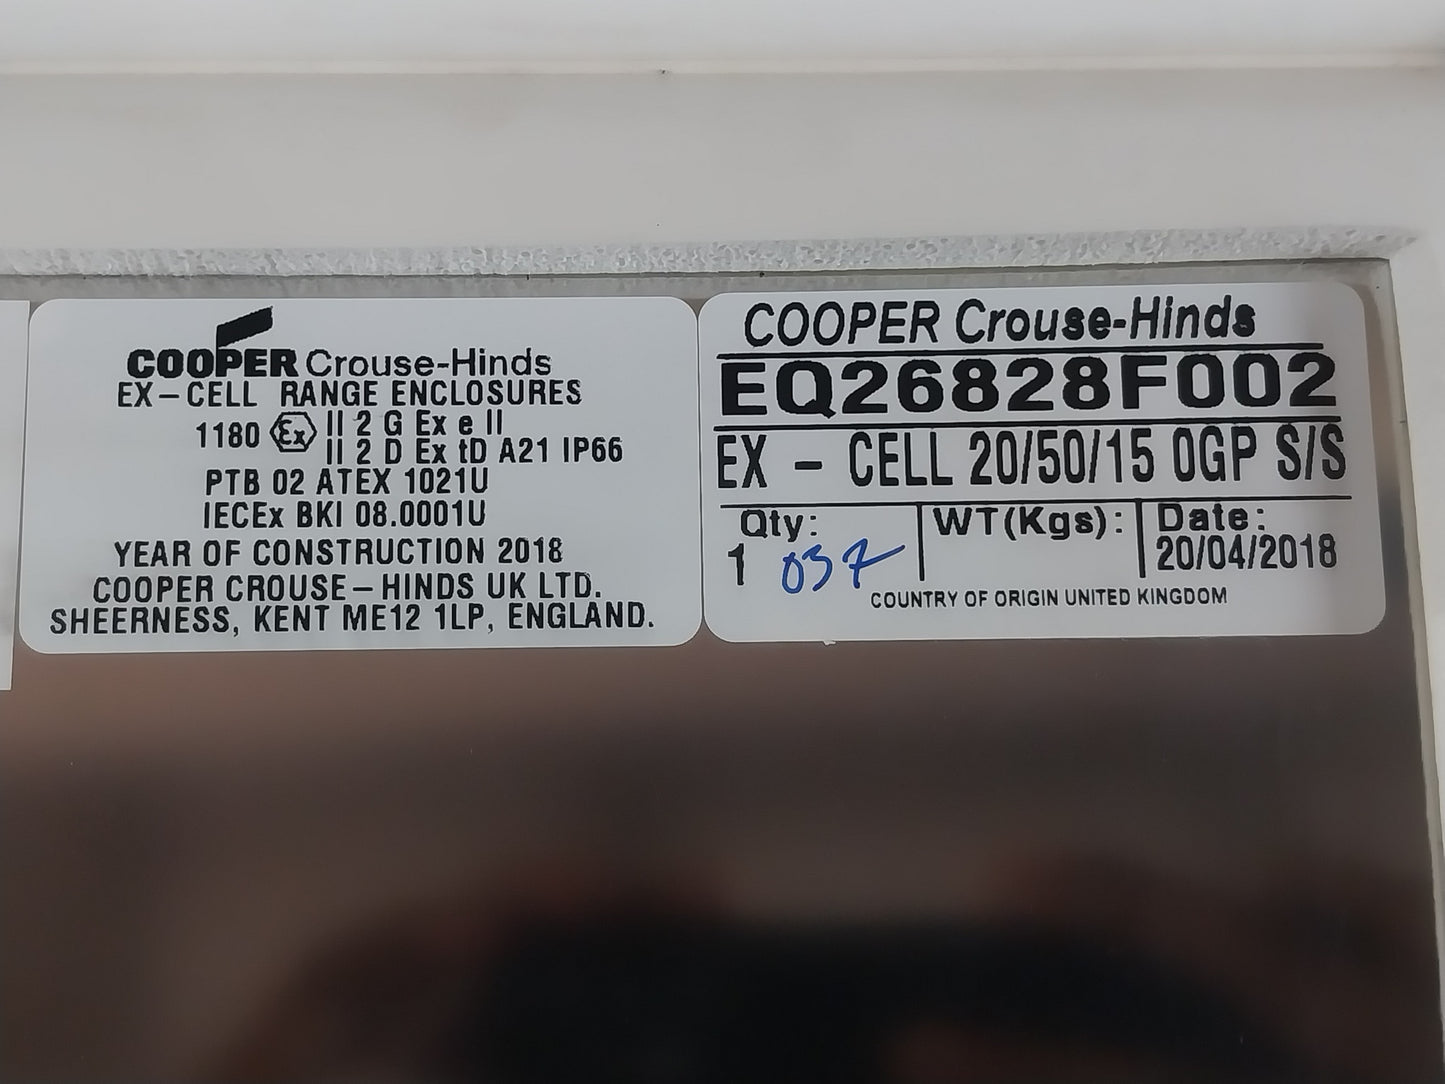 COOPER Crouse-Hinds
EX-CELL RANGE ENCLOSURES
1180 Ex II 2 G Ex e II
II 2 D Ex tD A21 IP66
PTB 02 ATEX 1021U
IECEx BKI 08.0001U
YEAR OF CONSTRUCTION 2018
COOPER CROUSE-HINDS UK LTD.
SHEERNESS, KENT ME12 1LP, ENGLAND.
COOPER Crouse-Hinds
EQ26828F002
EX - CELL 20/50/15 0GP S/S
Qty: WT(Kgs): Date:
1 037 20/04/2018
COUNTRY OF ORIGIN UNITED KINGDOM